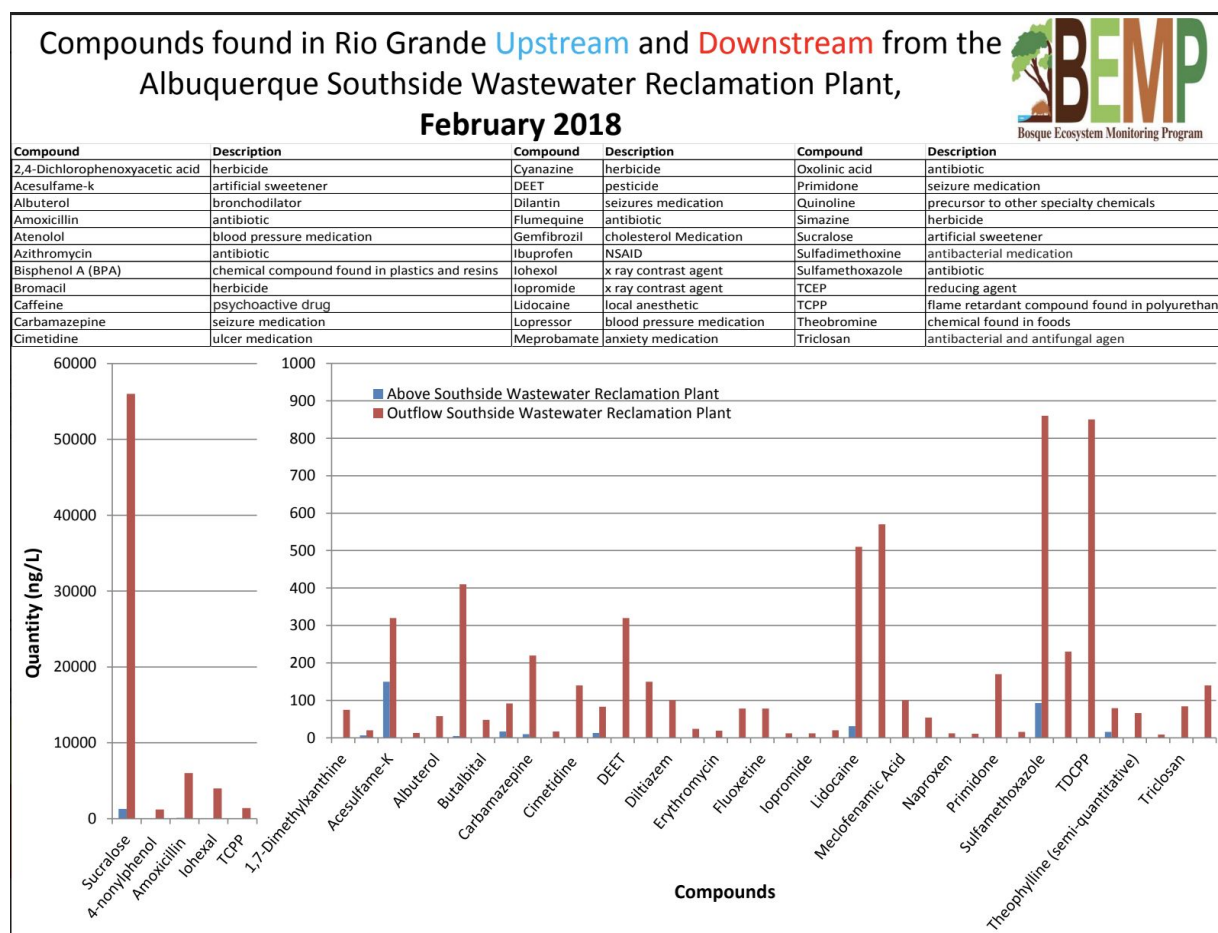 Compounds found in Rio Grande Upstream and Downstream from the
Albuquerque Southside Wastewater Reclamation Plant,
February 2018
BEMP
Bosque Ecosystem Monitoring Program
Compound Description Compound Description Compound Description
2,4-Dichlorophenoxyacetic acid herbicide Cyanazine herbicide Oxolinic acid antibiotic
Acesulfame-k artificial sweetener DEET pesticide Primidone seizure medication
Albuterol bronchodilator Dilantin seizures medication Quinoline precursor to other specialty chemicals
Amoxicillin antibiotic Flumequine antibiotic Simazine herbicide
Atenolol blood pressure medication Gemfibrozil cholesterol Medication Sucralose artificial sweetener
Azithromycin antibiotic Ibuprofen NSAID Sulfadimethoxine antibacterial medication
Bisphenol A (BPA) chemical compound found in plastics and resins Iohexol x ray contrast agent Sulfamethoxazole antibiotic
Bromacil herbicide Iopromide x ray contrast agent TCEP reducing agent
Caffeine psychoactive drug Lidocaine local anesthetic TCPP flame retardant compound found in polyurethan
Carbamazepine seizure medication Lopressor blood pressure medication Theobromine chemical found in foods
Cimetidine ulcer medication Meprobamate anxiety medication Triclosan antibacterial and antifungal agen
Quantity (ng/L)
60000
50000
40000
30000
20000
10000
0
Sucralose
4-nonylphenol
Amoxicillin
Iohexal
TCPP
1000
900
800
700
600
500
400
300
200
100
0
Above Southside Wastewater Reclamation Plant
Outflow Southside Wastewater Reclamation Plant
1,7-Dimethylxanthine
Acesulfame-K
Albuterol
Butalbital
Carbamazepine
Cimetidine
DEET
Diltiazem
Erythromycin
Fluoxetine
Iopromide
Lidocaine
Meclofenamic Acid
Naproxen
Primidone
Sulfamethoxazole
TDCPP
Theophylline (semi-quantitative)
Triclosan
Compounds